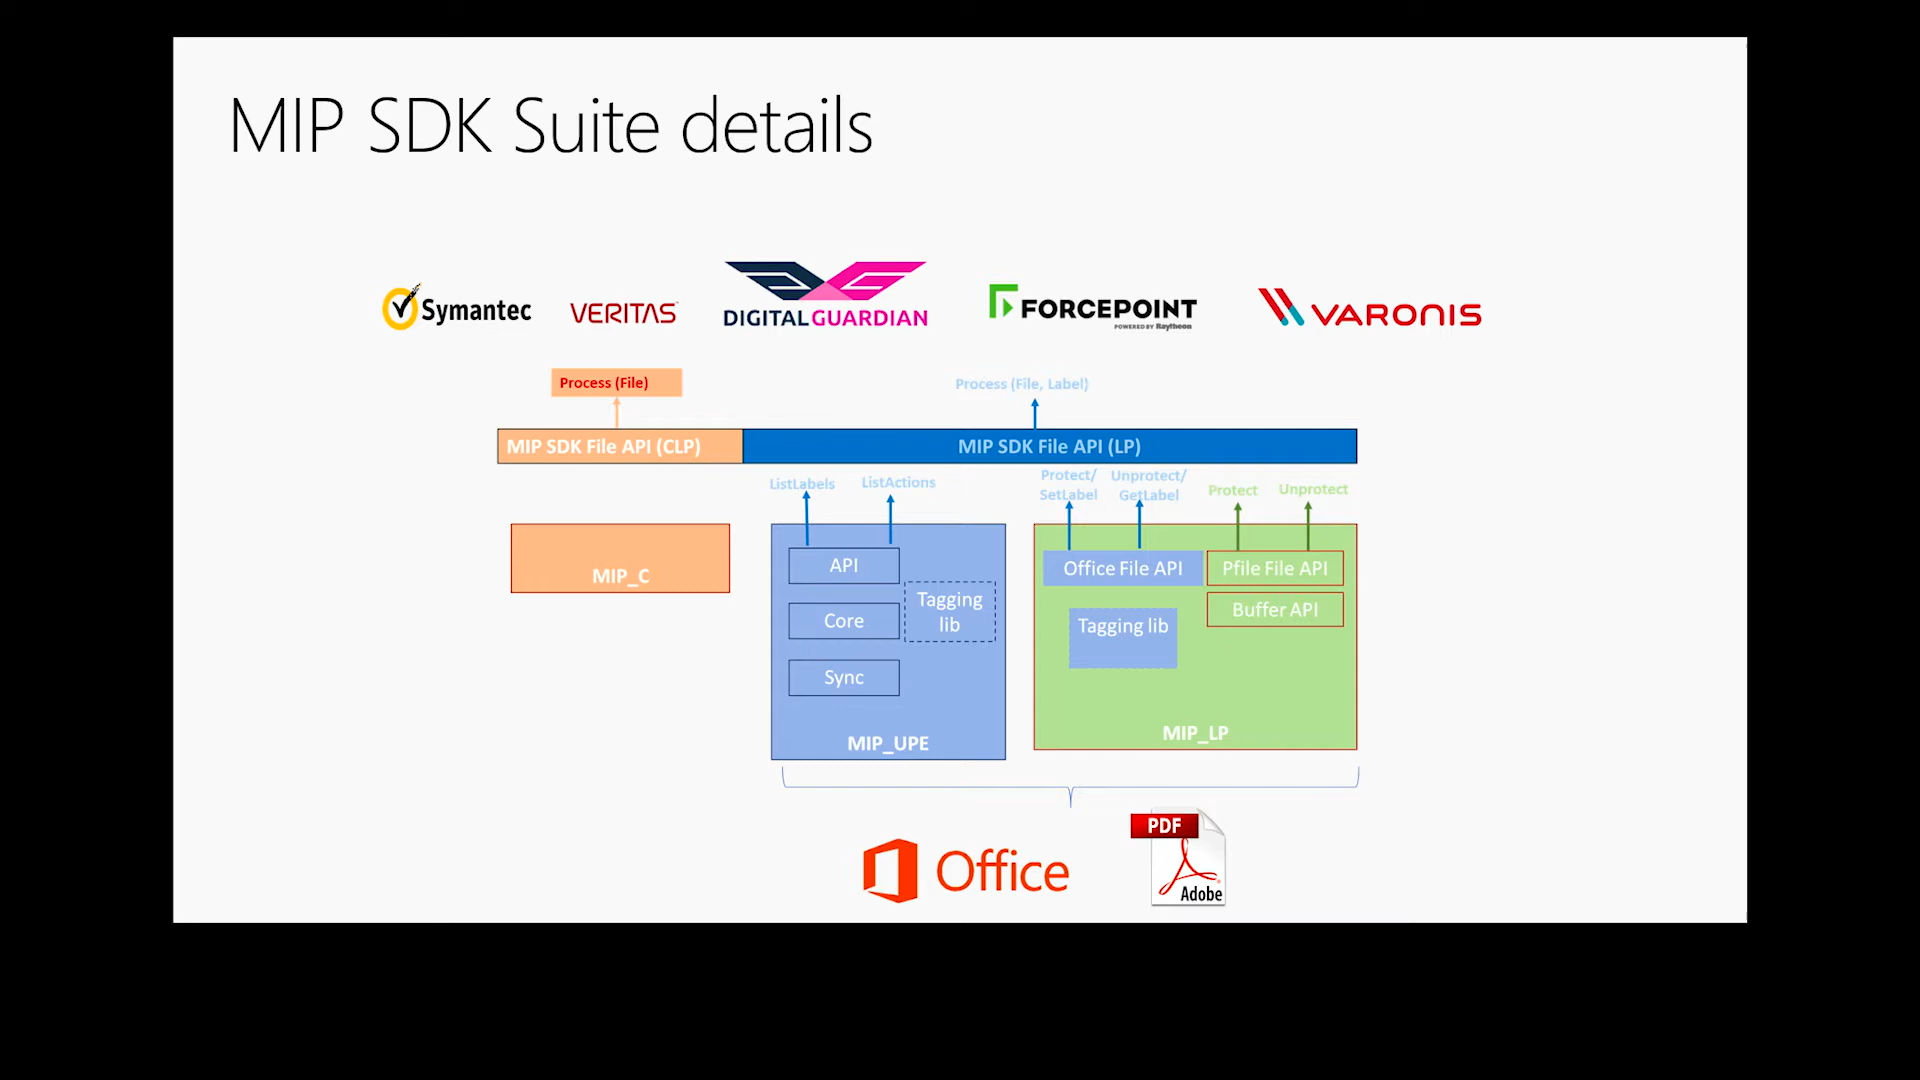 MIP SDK Suite details
Symantec
VERITAS
DIGITALGUARDIAN
FORCEPOINT
POWERED BY Raytheon
VARONIS
Process (File)
Process (File, Label)
MIP SDK File API (CLP)
MIP SDK File API (LP)
ListLabels
ListActions
Protect/
SetLabel
Unprotect/
GetLabel
Protect
Unprotect
MIP_C
API
Core
Sync
Tagging
lib
MIP_UPE
Office File API
Tagging lib
Pfile File API
Buffer API
MIP_LP
Office
PDF
Adobe